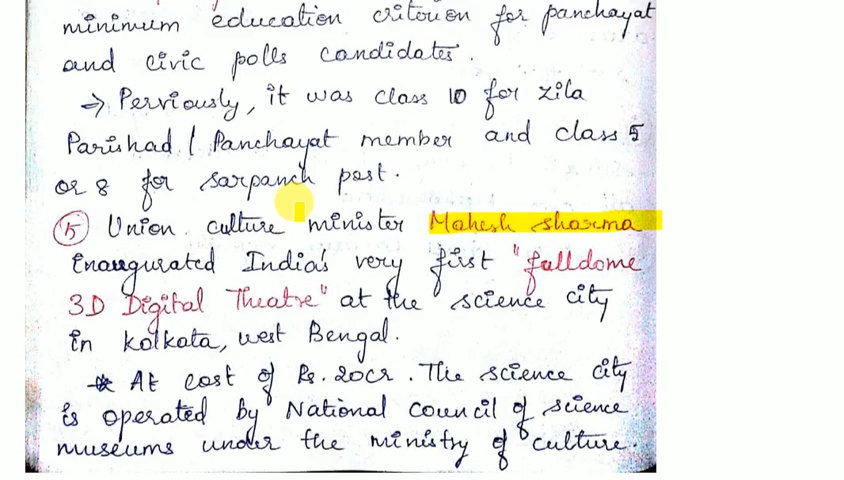 minimum education critorion for panchayat
and civic polls candidates.
→ Perviously, it was class 10 for zila
Parishad / Panchayat member and class 5
or 8 for sarpanch post.
5 Union culture minister Mahesh sharma
Enaugurated India's very first "fulldome
3D Digital Theatre" at the science city
in Kolkata, west Bengal.
* At cost of Rs. 20cr. The science city
is operated by National council of science
museums under the ministry of culture.